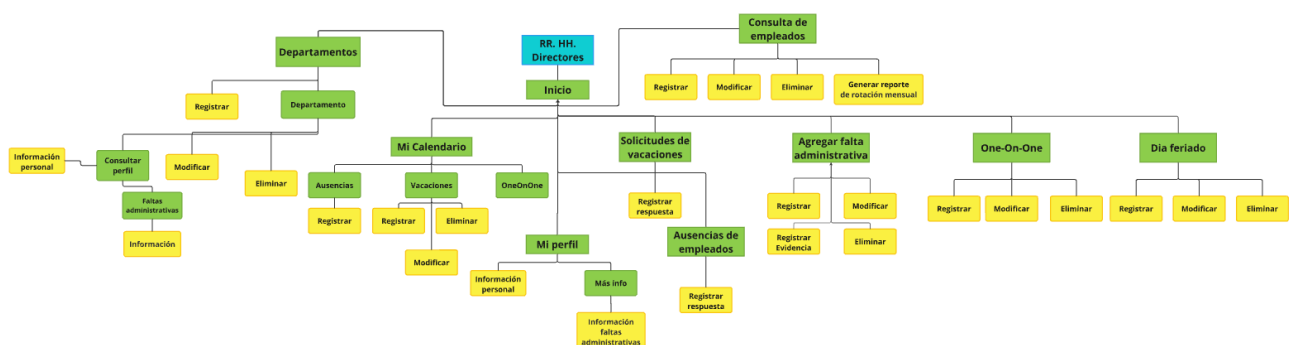 Consulta de
empleados
RR. HH.
Directores
Departamentos
Inicio
Registrar
Modificar
Eliminar
Generar reporte
de rotación mensual
Registrar
Departamento
Mi Calendario
Solicitudes de
vacaciones
Agregar falta
administrativa
One-On-One
Dia feriado
Información
personal
Consultar
perfil
Modificar
Eliminar
Ausencias
Vacaciones
OneOnOne
Faltas
administrativas
Información
Registrar
Registrar
Eliminar
Modificar
Registrar
respuesta
Ausencias de
empleados
Registrar
respuesta
Mi perfil
Información
personal
Más info
Información
faltas
administrativas
Registrar
Modificar
Registrar
Evidencia
Eliminar
Registrar
Modificar
Eliminar
Registrar
Modificar
Eliminar